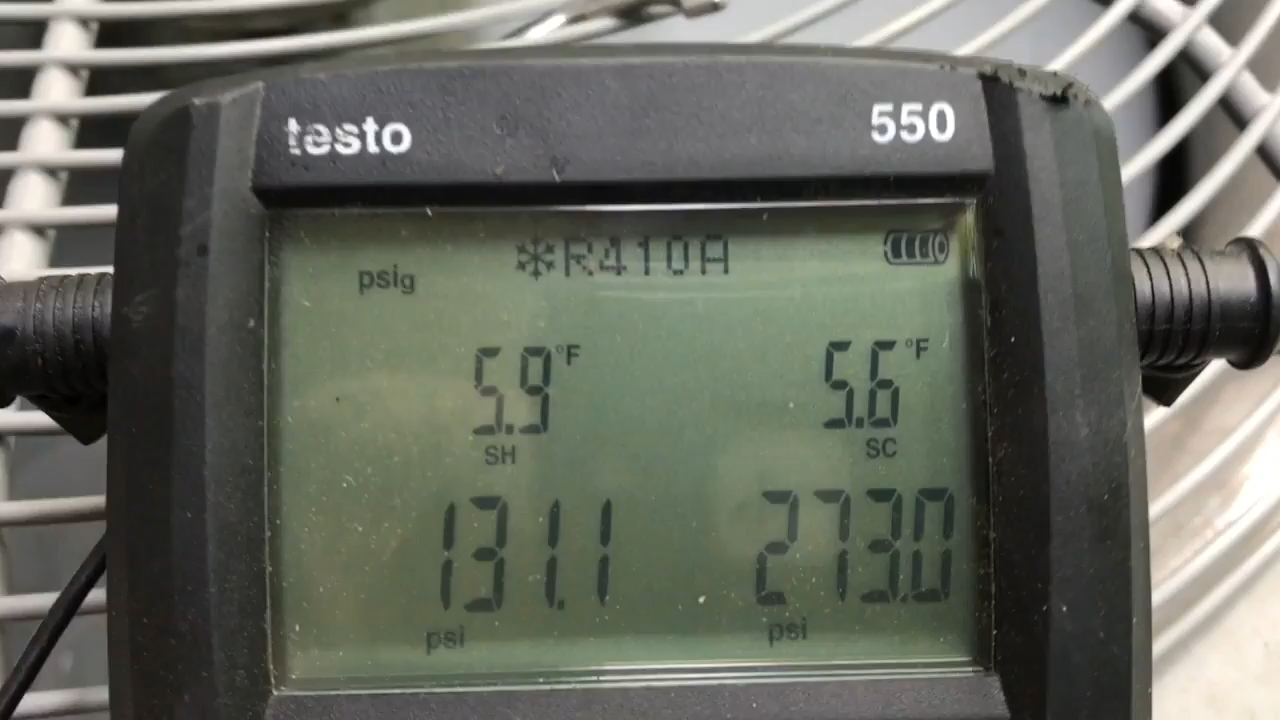 testo 550
psig R410A
5.9 °F 5.6 °F
SH SC
131.1 273.0
psi psi